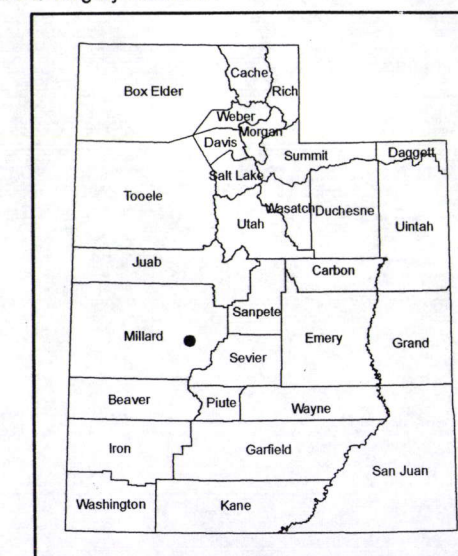 Cache
Box Elder
Rich
Weber
Morgan
Davis
Summit
Daggett
Salt Lake
Tooele
Wasatch
Duchesne
Utah
Uintah
Juab
Carbon
Sanpete
Millard
Emery
Grand
Sevier
Beaver
Piute
Wayne
Iron
Garfield
San Juan
Washington
Kane